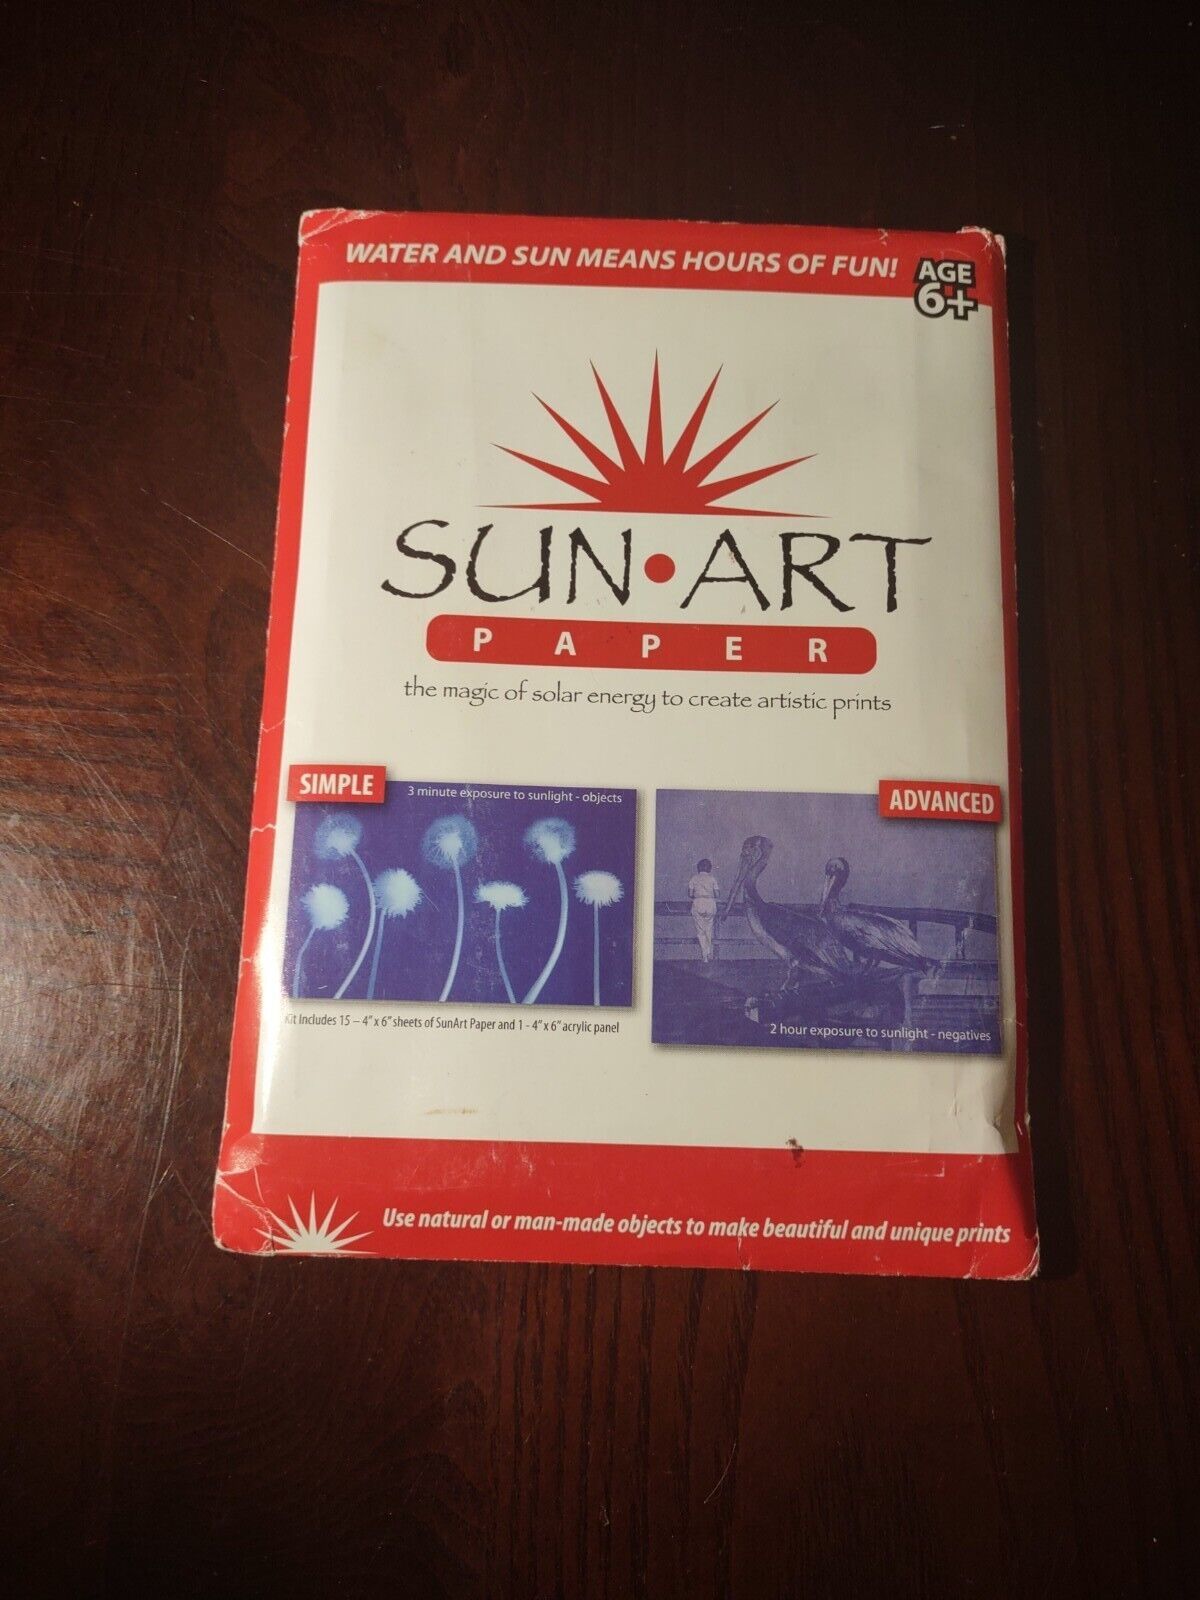 WATER AND SUN MEANS HOURS OF FUN!
AGE
6+
SUN•ART
PAPER
the magic of solar energy to create artistic prints
SIMPLE
3 minute exposure to sunlight - objects
ADVANCED
Kit Includes 15 – 4" x 6" sheets of SunArt Paper and 1 - 4" x 6" acrylic panel
2 hour exposure to sunlight - negatives
Use natural or man-made objects to make beautiful and unique prints